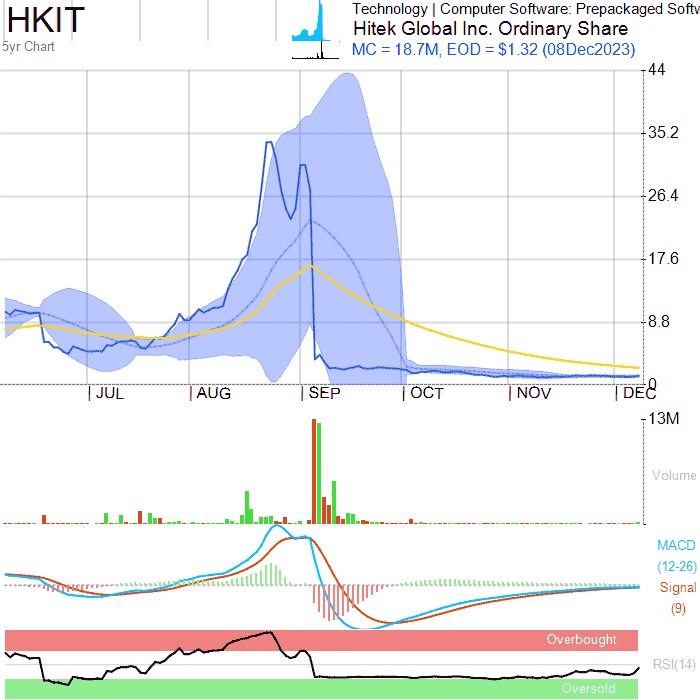 HKIT
5yr Chart
Technology | Computer Software: Prepackaged Softw
Hitek Global Inc. Ordinary Share
MC = 18.7M, EOD = $1.32 (08Dec2023)
44
35.2
26.4
17.6
8.8
0
JUL AUG SEP OCT NOV DEC
13M
Volume
MACD
(12-26)
Signal
(9)
Overbought
RSI(14)
Oversold